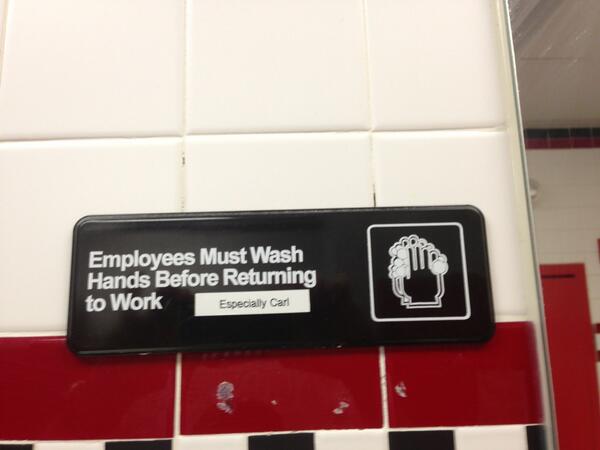 Employees Must Wash
Hands Before Returning
to Work Especially Carl